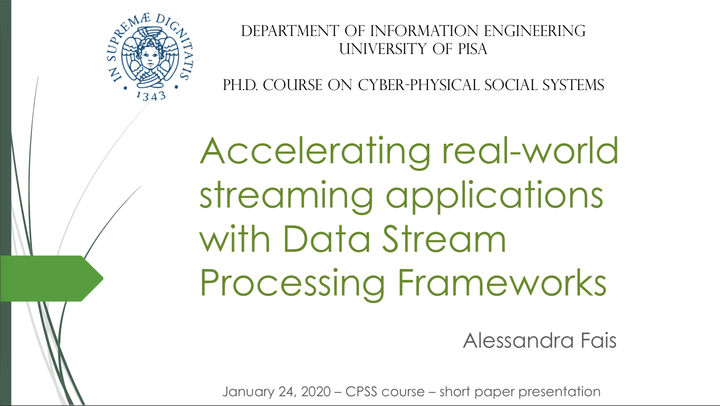 IN SUPREMÆ DIGNITATIS
• 1343 •
DEPARTMENT OF INFORMATION ENGINEERING
UNIVERSITY OF PISA
PH.D. COURSE ON CYBER-PHYSICAL SOCIAL SYSTEMS
Accelerating real-world
streaming applications
with Data Stream
Processing Frameworks
Alessandra Fais
January 24, 2020 – CPSS course – short paper presentation